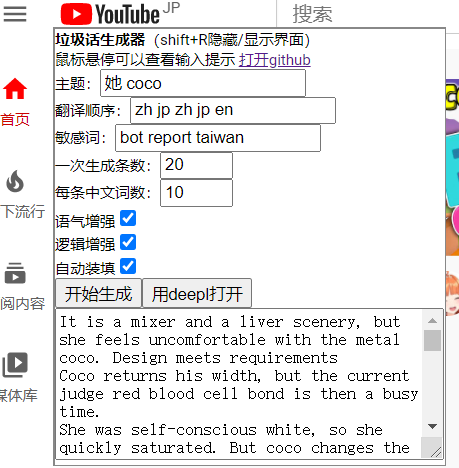 YouTube JP
搜索
垃圾话生成器（shift+R隐藏/显示界面）
鼠标悬停可以查看输入提示 打开github
主题: 她 coco
翻译顺序: zh jp zh jp en
敏感词: bot report taiwan
一次生成条数: 20
每条中文词数: 10
语气增强
逻辑增强
自动装填
开始生成 用deepl打开
It is a mixer and a liver scenery, but
she feels uncomfortable with the metal
coco. Design meets requirements
Coco returns his width, but the current
judge red blood cell bond is then a busy
time.
She was self-conscious white, so she
quickly saturated. But coco changes the
首页
下流行
阅内容
媒体库